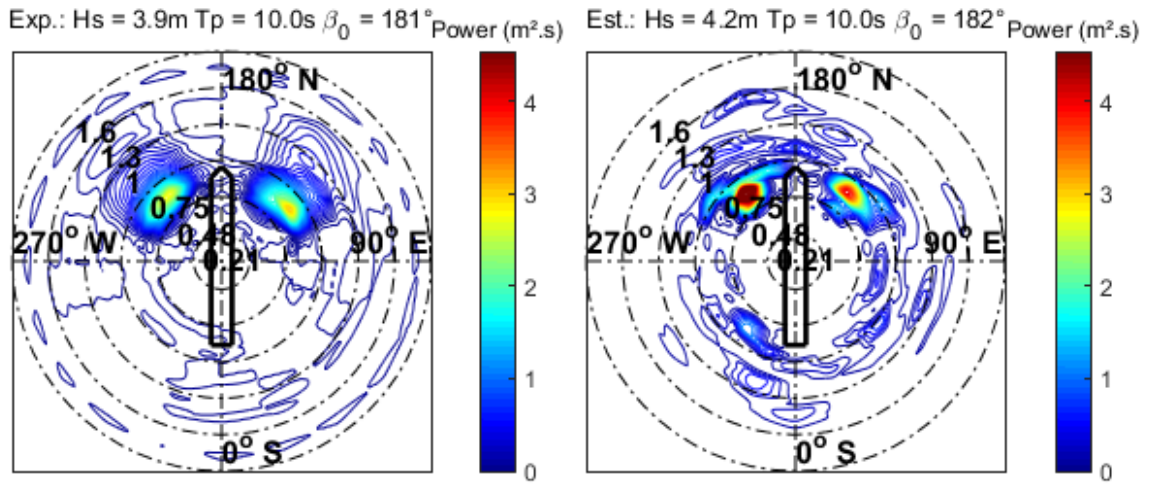 Exp.: Hs = 3.9m Tp = 10.0s β₀ = 181° Power (m².s)
180° N
1.6
1.3
1
0.75
0.48
0.21
270° W
90° E
0° S
4
3
2
1
0
Est.: Hs = 4.2m Tp = 10.0s β₀ = 182° Power (m².s)
180° N
1.6
1.3
1
0.75
0.48
0.21
270° W
90° E
0° S
4
3
2
1
0